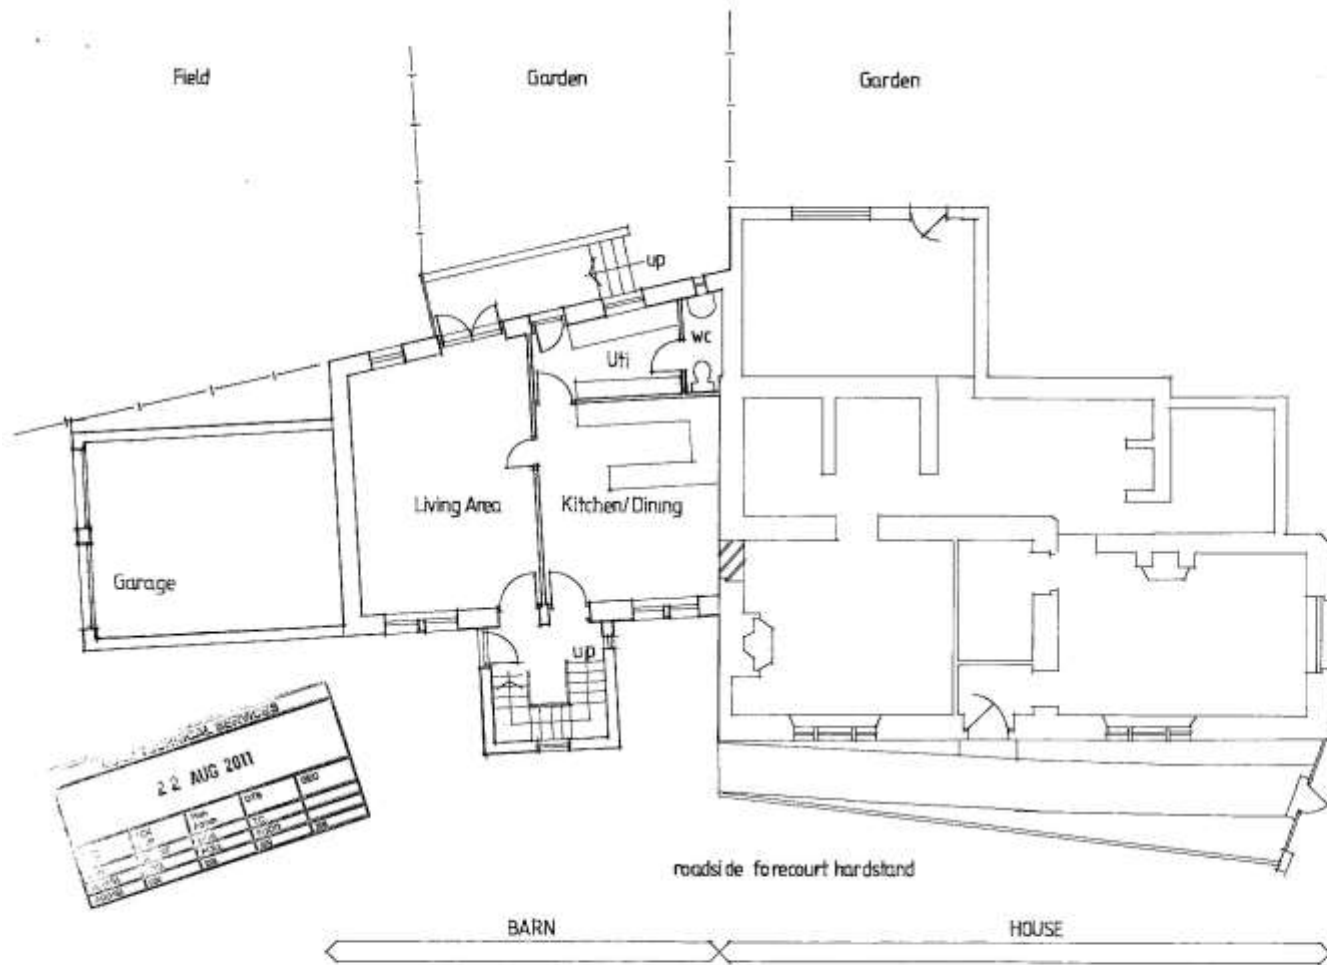 Field
Garden
Garden
up
WC
Uti
Living Area
Kitchen/Dining
Garage
up
SERVICES
22 AUG 2011
roadside forecourt hardstand
BARN
HOUSE